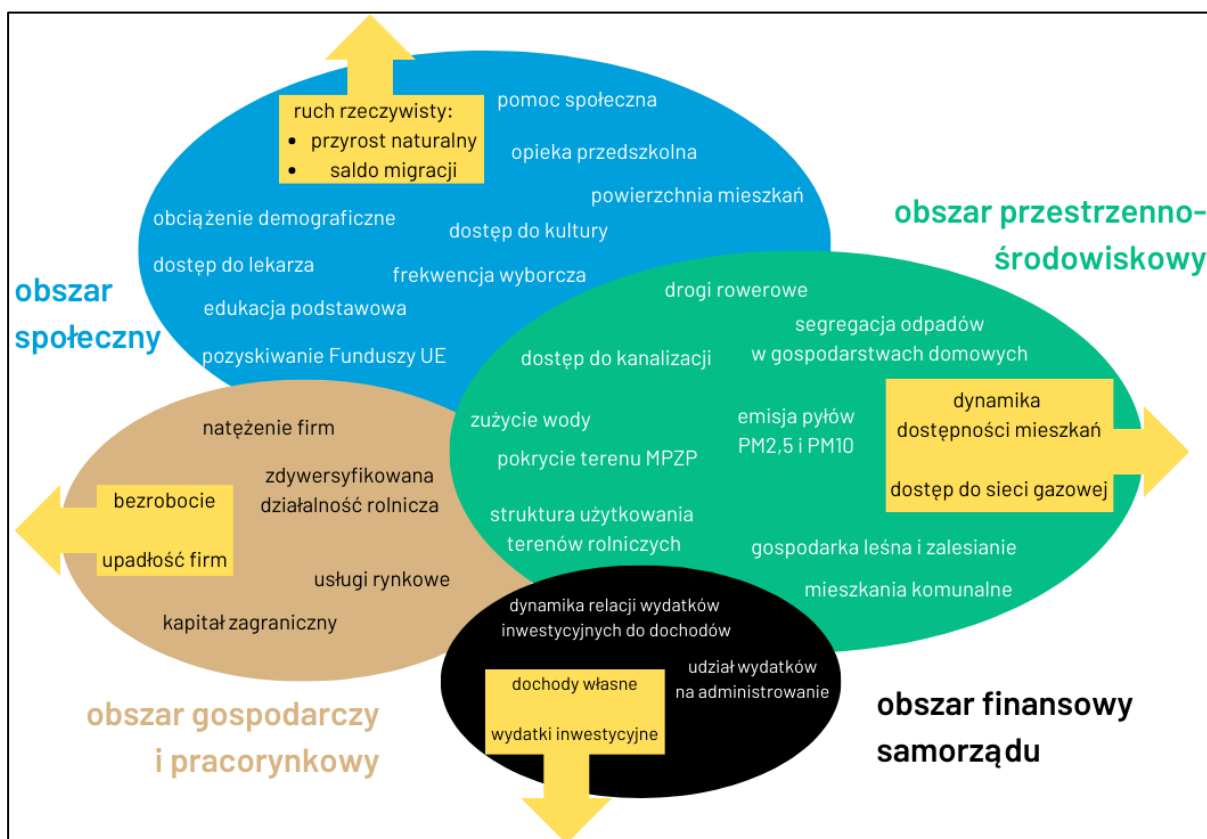 ruch rzeczywisty:
• przyrost naturalny
• saldo migracji
pomoc społeczna
opieka przedszkolna
powierzchnia mieszkań
obciążenie demograficzne
dostęp do kultury
dostęp do lekarza
frekwencja wyborcza
edukacja podstawowa
pozyskiwanie Funduszy UE
obszar
społeczny
obszar przestrzenno-
środowiskowy
drogi rowerowe
segregacja odpadów
w gospodarstwach domowych
dostęp do kanalizacji
zużycie wody
emisja pyłów
PM2,5 i PM10
dynamika
dostępności mieszkań
dostęp do sieci gazowej
pokrycie terenu MPZP
struktura użytkowania
terenów rolniczych
gospodarka leśna i zalesianie
mieszkania komunalne
natężenie firm
zdywersyfikowana
działalność rolnicza
bezrobocie
upadłość firm
usługi rynkowe
kapitał zagraniczny
obszar gospodarczy
i pracorynkowy
dynamika relacji wydatków
inwestycyjnych do dochodów
udział wydatków
na administrowanie
dochody własne
wydatki inwestycyjne
obszar finansowy
samorządu